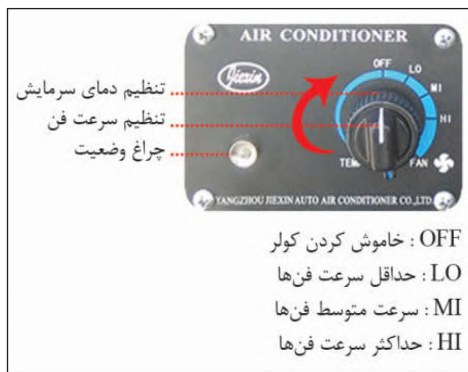 AIR CONDITIONER
Jiexin
OFF
LO
MI
HI
FAN
TEM
تنظیم دمای سرمایش
تنظیم سرعت فن
چراغ وضعیت
YANGZHOU JIEXIN AUTO AIR CONDITIONER CO.,LTD.
OFF : خاموش کردن کولر
LO : حداقل سرعت فن‌ها
MI : سرعت متوسط فن‌ها
HI : حداکثر سرعت فن‌ها